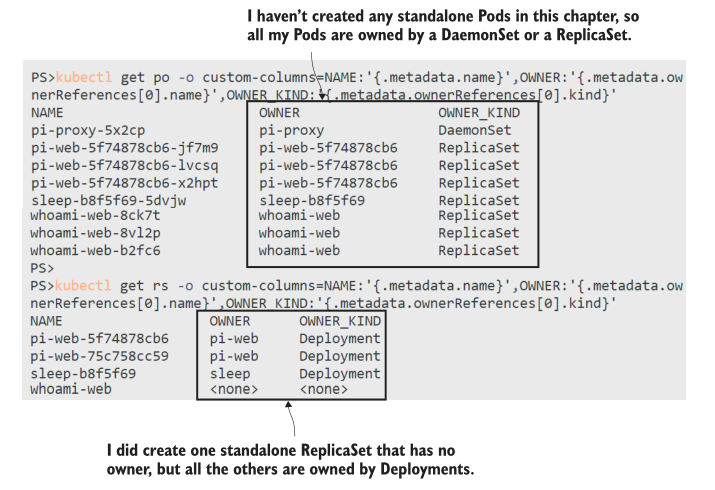 I haven't created any standalone Pods in this chapter, so
all my Pods are owned by a DaemonSet or a ReplicaSet.
PS>kubectl get po -o custom-columns=NAME:'{.metadata.name}',OWNER:'{.metadata.ow
nerReferences[0].name}',OWNER_KIND:'{.metadata.ownerReferences[0].kind}'
NAME OWNER OWNER_KIND
pi-proxy-5x2cp pi-proxy DaemonSet
pi-web-5f74878cb6-jf7m9 pi-web-5f74878cb6 ReplicaSet
pi-web-5f74878cb6-lvcsq pi-web-5f74878cb6 ReplicaSet
pi-web-5f74878cb6-x2hpt pi-web-5f74878cb6 ReplicaSet
sleep-b8f5f69-5dvjw sleep-b8f5f69 ReplicaSet
whoami-web-8ck7t whoami-web ReplicaSet
whoami-web-8vl2p whoami-web ReplicaSet
whoami-web-b2fc6 whoami-web ReplicaSet
PS>
PS>kubectl get rs -o custom-columns=NAME:'{.metadata.name}',OWNER:'{.metadata.ow
nerReferences[0].name}',OWNER_KIND:'{.metadata.ownerReferences[0].kind}'
NAME OWNER OWNER_KIND
pi-web-5f74878cb6 pi-web Deployment
pi-web-75c758cc59 pi-web Deployment
sleep-b8f5f69 sleep Deployment
whoami-web <none> <none>
I did create one standalone ReplicaSet that has no
owner, but all the others are owned by Deployments.